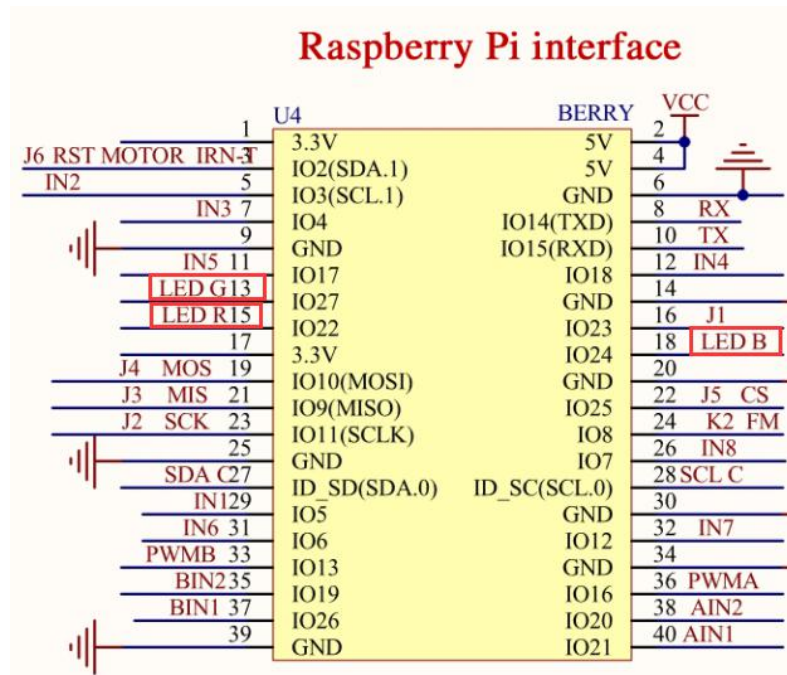 Raspberry Pi interface
U4 BERRY VCC
1 3.3V 5V 2
J6 RST MOTOR IRN-T 3 IO2(SDA.1) 5V 4
IN2 5 IO3(SCL.1) GND 6
IN3 7 IO4 IO14(TXD) 8 RX
9 GND IO15(RXD) 10 TX
IN5 11 IO17 IO18 12 IN4
LED G13 IO27 GND 14
LED R15 IO22 IO23 16 J1
17 3.3V IO24 18 LED B
J4 MOS 19 IO10(MOSI) GND 20
J3 MIS 21 IO9(MISO) IO25 22 J5 CS
J2 SCK 23 IO11(SCLK) IO8 24 K2 FM
25 GND IO7 26 IN8
SDA C27 ID_SD(SDA.0) ID_SC(SCL.0) 28 SCL C
IN129 IO5 GND 30
IN6 31 IO6 IO12 32 IN7
PWMB 33 IO13 GND 34
BIN235 IO19 IO16 36 PWMA
BIN1 37 IO26 IO20 38 AIN2
39 GND IO21 40 AIN1